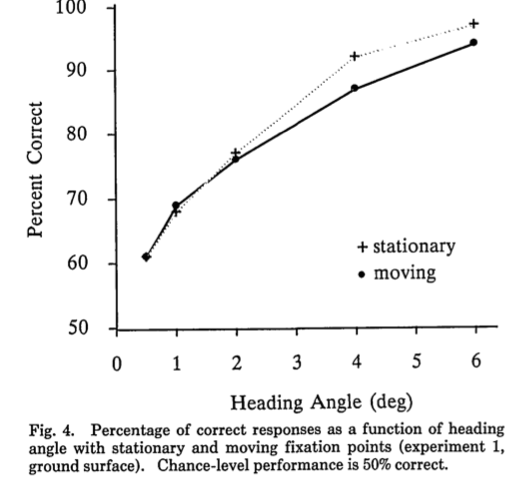 100
90
80
70
60
50
Percent Correct
+ stationary
• moving
0 1 2 3 4 5 6
Heading Angle (deg)
Fig. 4. Percentage of correct responses as a function of heading
angle with stationary and moving fixation points (experiment 1,
ground surface). Chance-level performance is 50% correct.